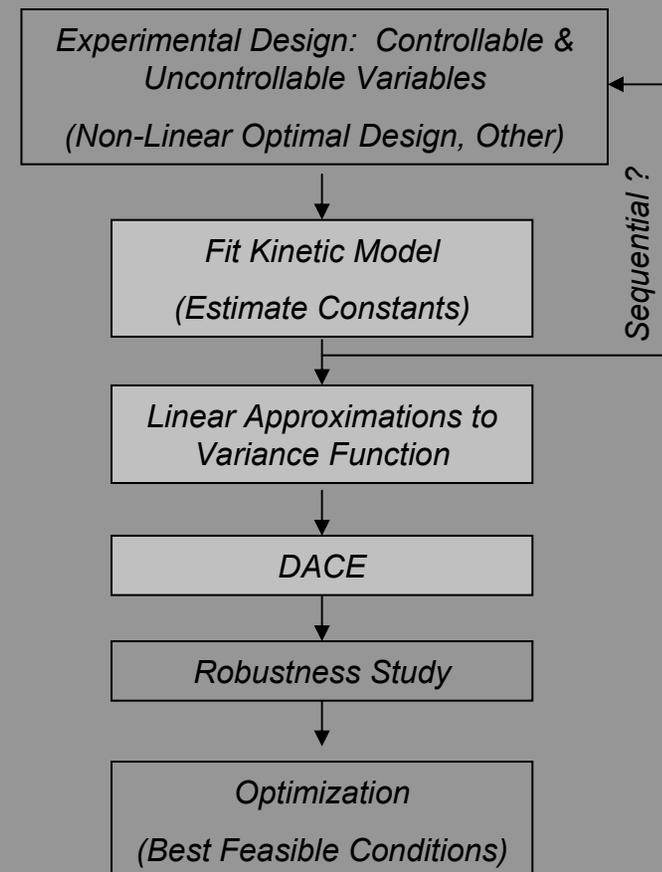 Experimental Design:  Controllable &
Uncontrollable Variables
(Non-Linear Optimal Design, Other)
Sequential ?
Fit Kinetic Model
(Estimate Constants)
Linear Approximations to
Variance Function
DACE
Robustness Study
Optimization
(Best Feasible Conditions)